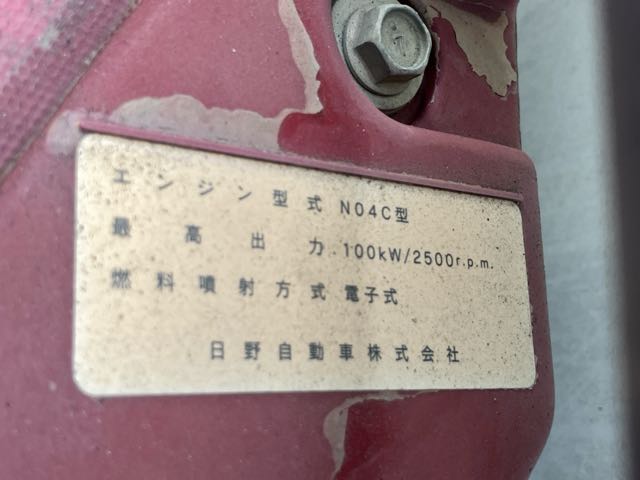 エンジン型式 N04C型
最高出力 100kW/2500r.p.m.
燃料噴射方式 電子式
日野自動車株式会社